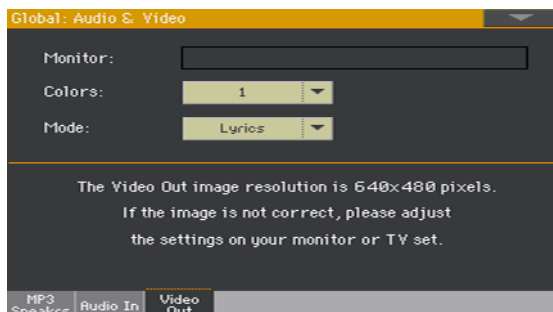 Global: Audio & Video
Monitor:
Colors: 1
Mode: Lyrics
The Video Out image resolution is 640x480 pixels.
If the image is not correct, please adjust
the settings on your monitor or TV set.
MP3 Audio In Video
Out